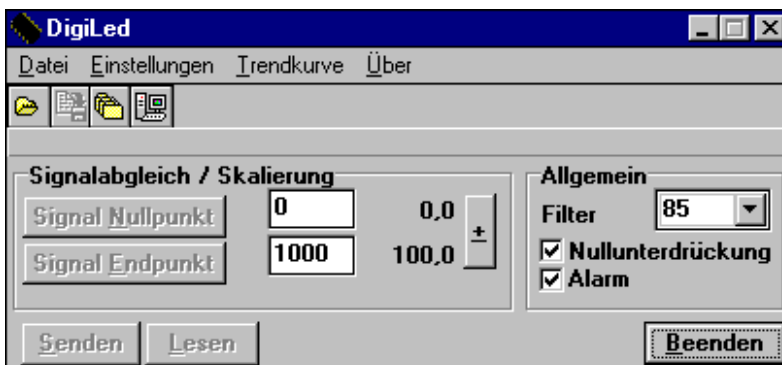 DigiLed
Datei Einstellungen Trendkurve Über
Signalabgleich / Skalierung
Signal Nullpunkt 0 0,0
±
Signal Endpunkt 1000 100,0
Allgemein
Filter 85
Nullunterdrückung
Alarm
Senden Lesen Beenden